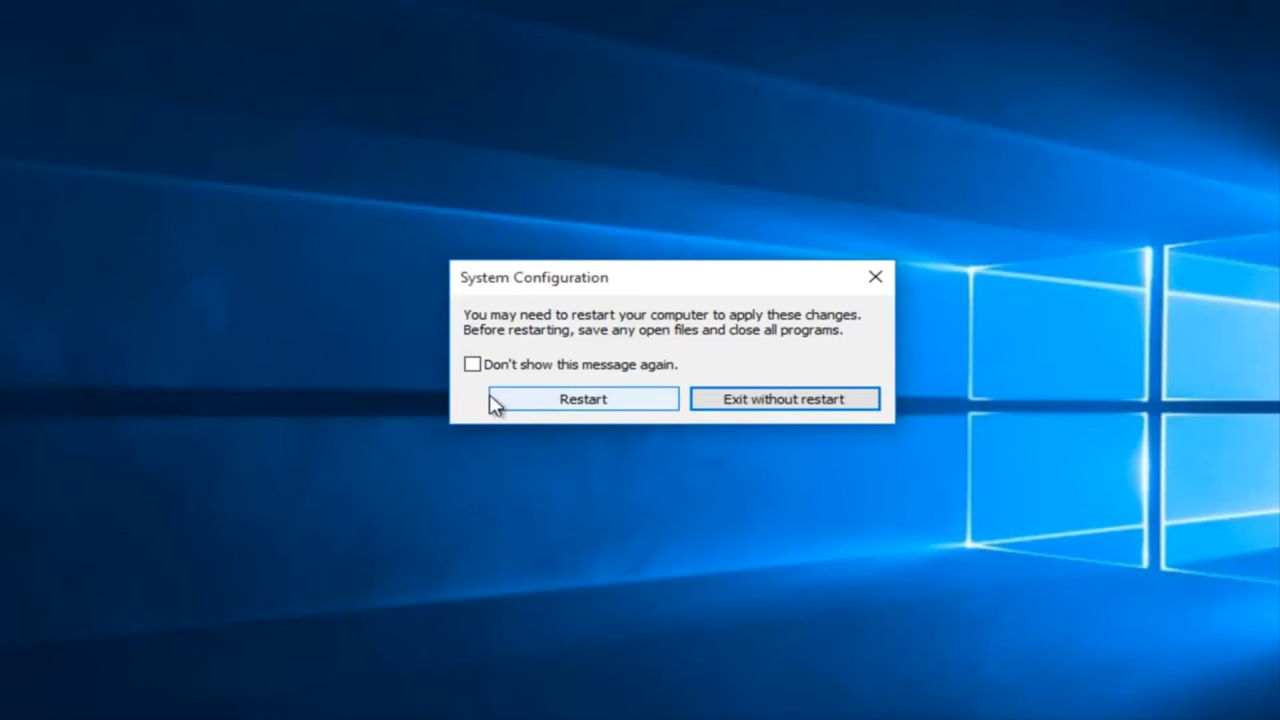 System Configuration
You may need to restart your computer to apply these changes.
Before restarting, save any open files and close all programs.
Don't show this message again.
Restart
Exit without restart